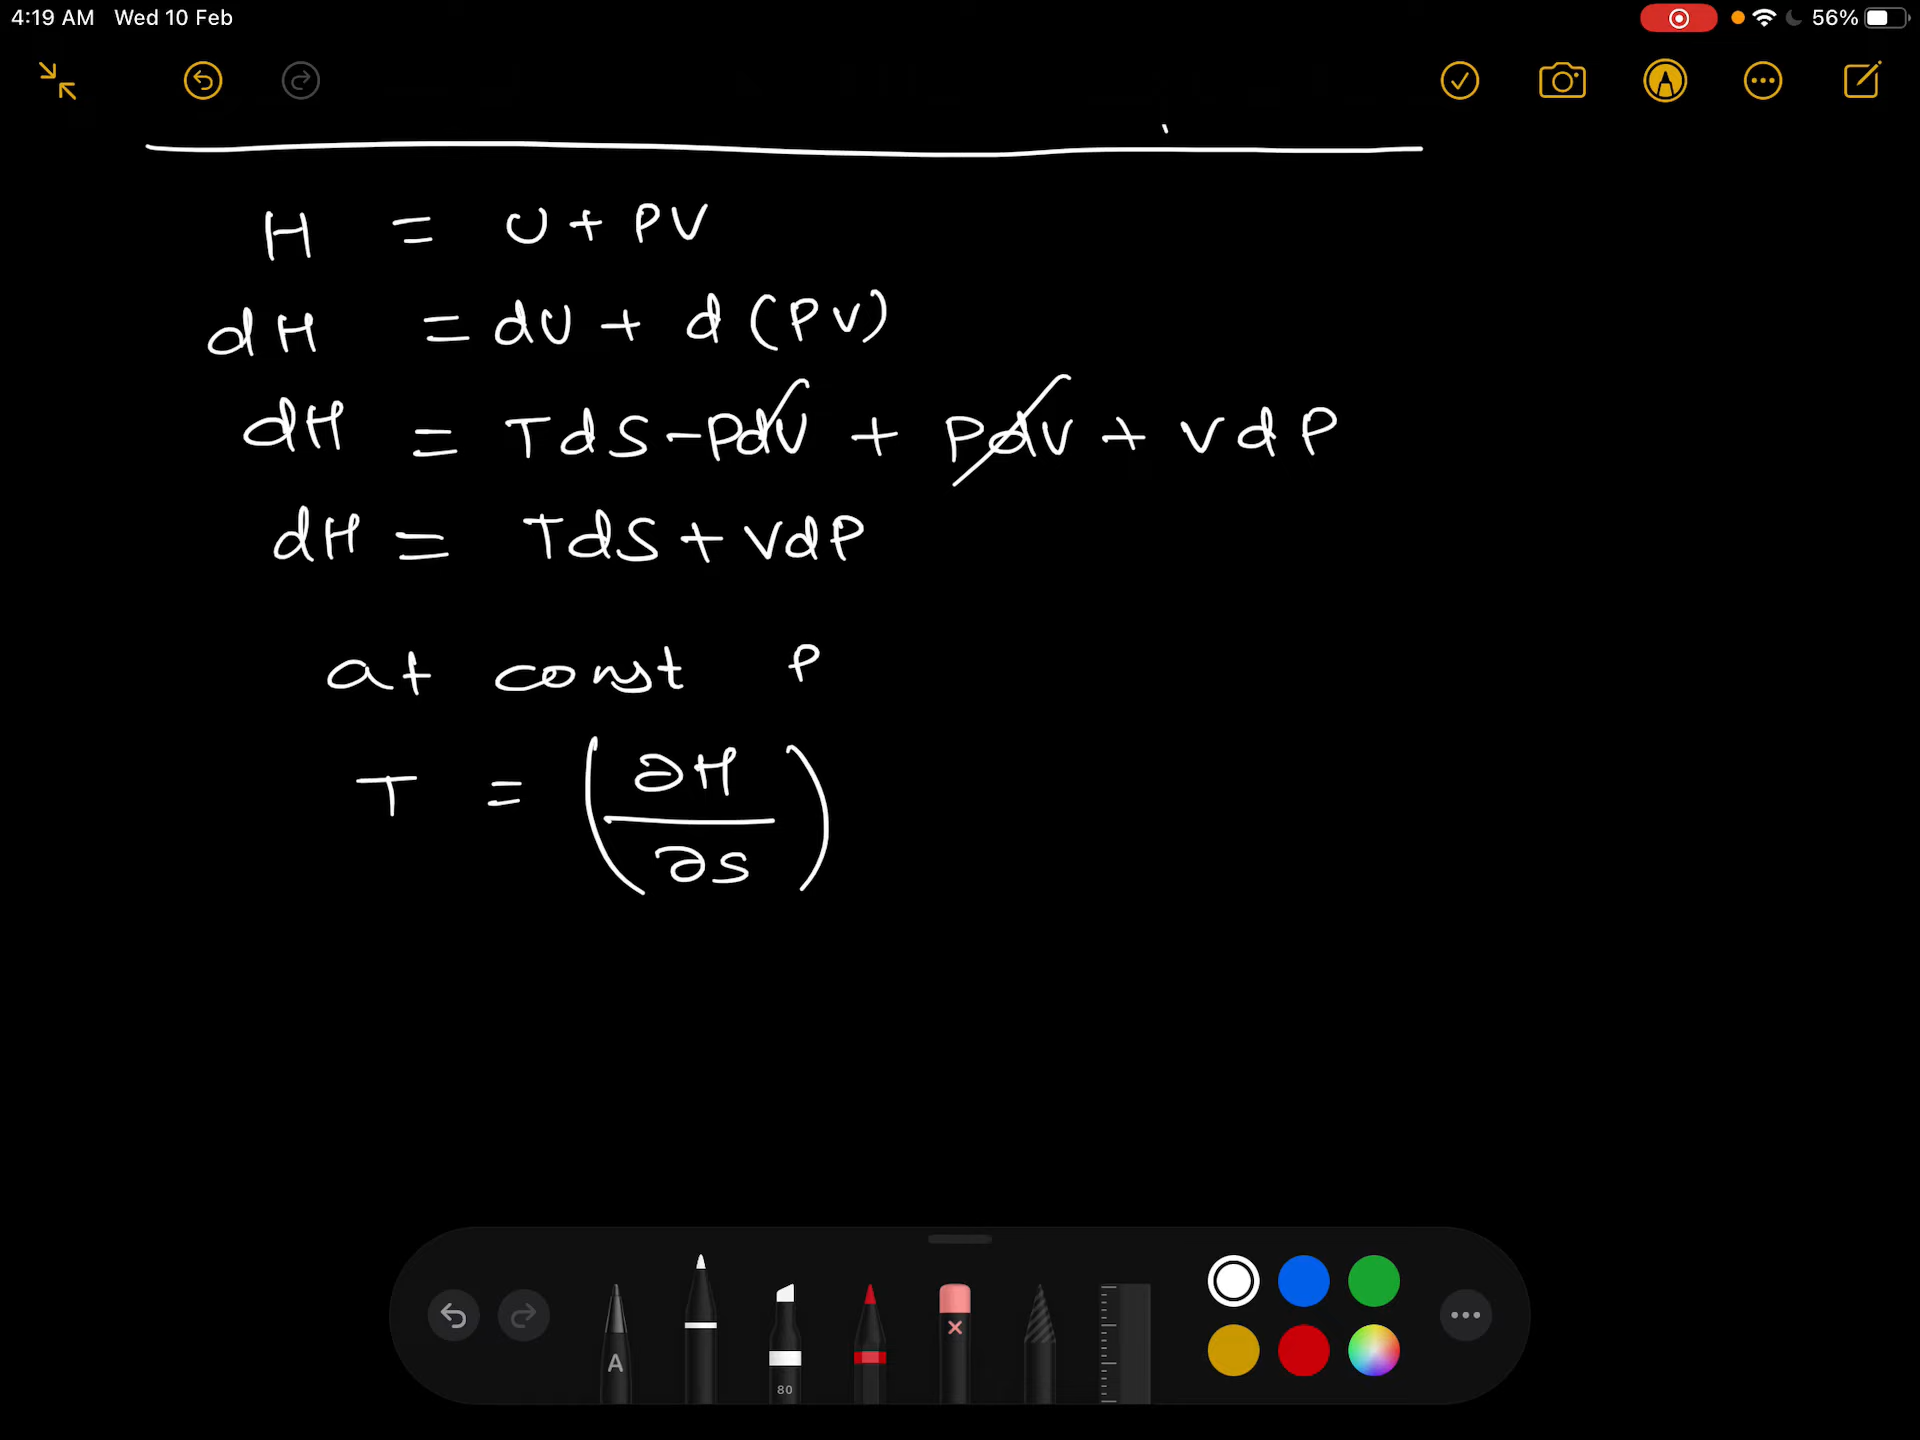 4:19 AM Wed 10 Feb 56%
H = U + PV
dH = dU + d(PV)
dH = TdS - PdV + PdV + VdP
dH = TdS + VdP
at const P
T = (∂H/∂S)
A 80